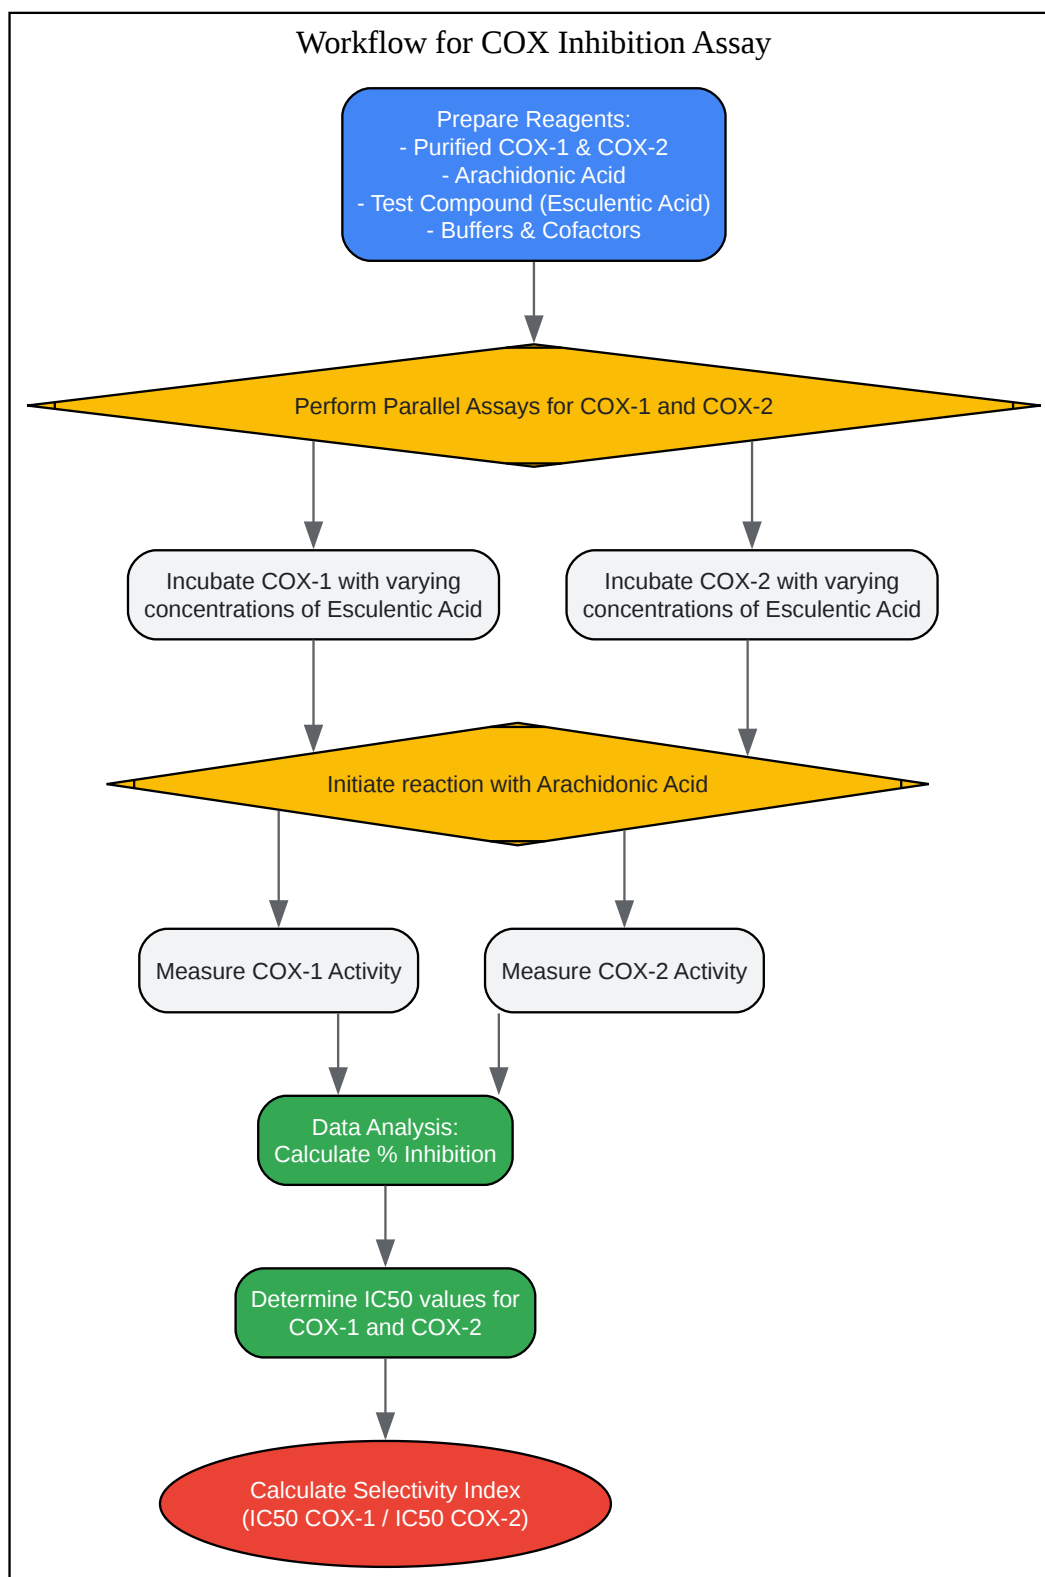 Workflow for COX Inhibition Assay
Prepare Reagents:
- Purified COX-1 & COX-2
- Arachidonic Acid
- Test Compound (Esculentic Acid)
- Buffers & Cofactors
Perform Parallel Assays for COX-1 and COX-2
Incubate COX-1 with varying
concentrations of Esculentic Acid
Incubate COX-2 with varying
concentrations of Esculentic Acid
Initiate reaction with Arachidonic Acid
Measure COX-1 Activity
Measure COX-2 Activity
Data Analysis:
Calculate % Inhibition
Determine IC50 values for
COX-1 and COX-2
Calculate Selectivity Index
(IC50 COX-1 / IC50 COX-2)